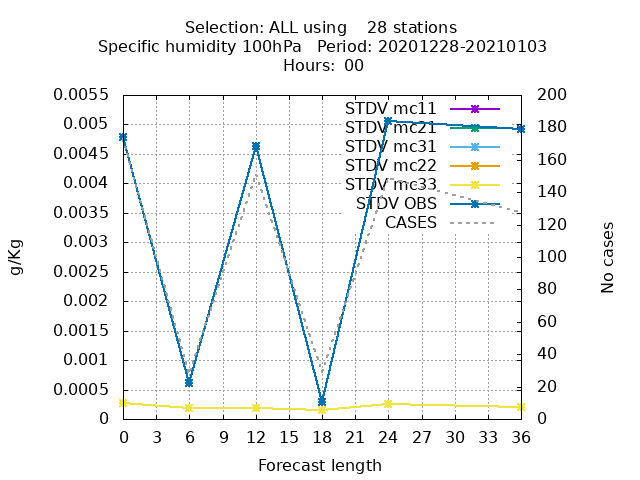 Selection: ALL using    28 stations
Specific humidity 100hPa   Period: 20201228-20210103
Hours:  00
0.0055
0.005
0.0045
0.004
0.0035
0.003
0.0025
0.002
0.0015
0.001
0.0005
0
g/Kg
STDV mc11
STDV mc21
STDV mc31
STDV mc22
STDV mc33
STDV OBS
CASES
200
180
160
140
120
100
80
60
40
20
0
No cases
0 3 6 9 12 15 18 21 24 27 30 33 36
Forecast length